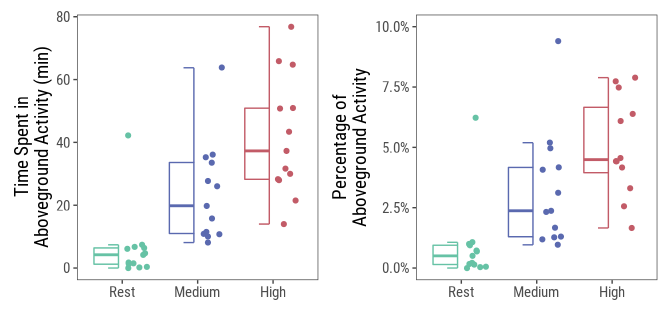 Time Spent in
Aboveground Activity (min)
80
60
40
20
0
Rest
Medium
High
Percentage of
Aboveground Activity
10.0%
7.5%
5.0%
2.5%
0.0%
Rest
Medium
High